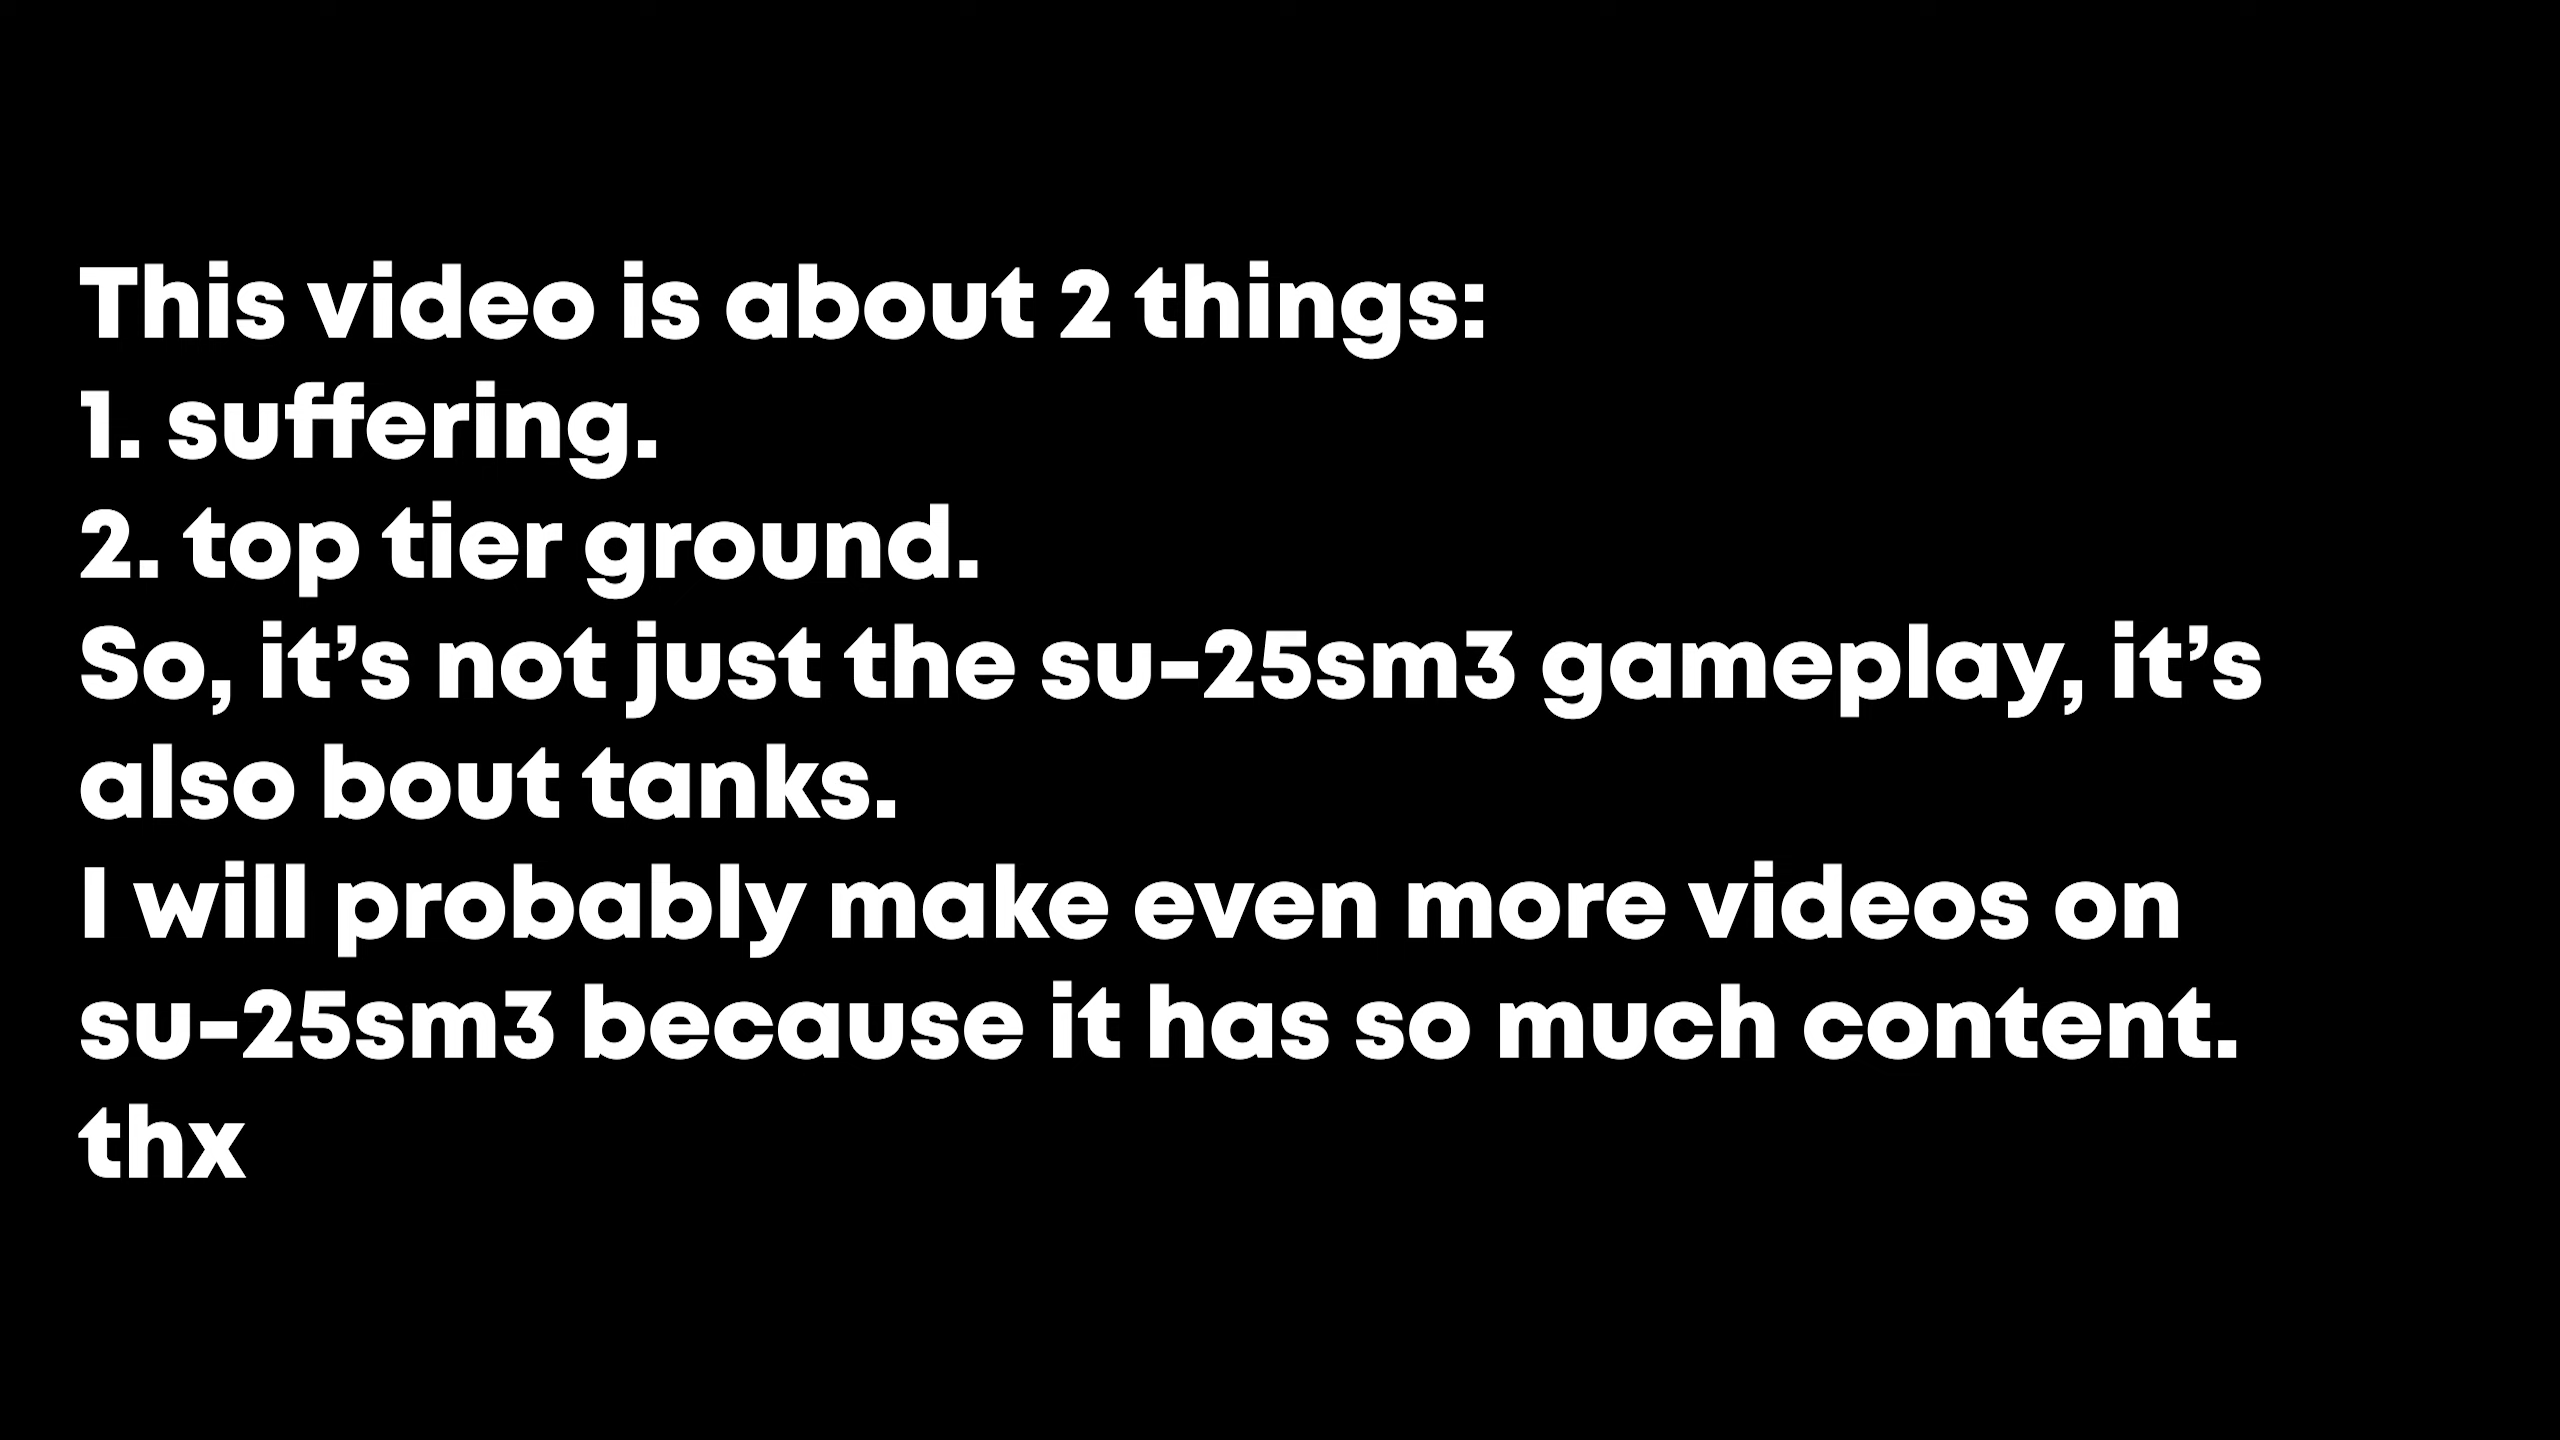 This video is about 2 things:
1. suffering.
2. top tier ground.
So, it’s not just the su-25sm3 gameplay, it’s
also bout tanks.
I will probably make even more videos on
su-25sm3 because it has so much content.
thx